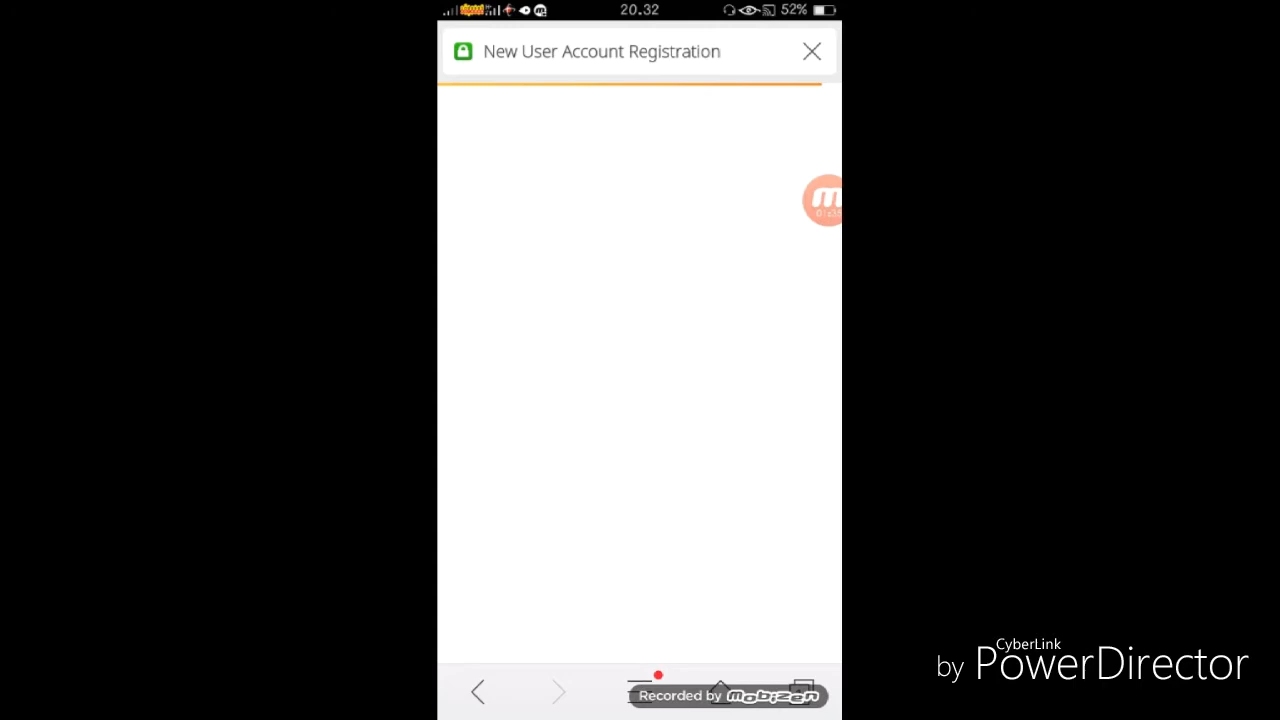 20.32
52%
New User Account Registration
m
Recorded by mobizen
CyberLink
by PowerDirector